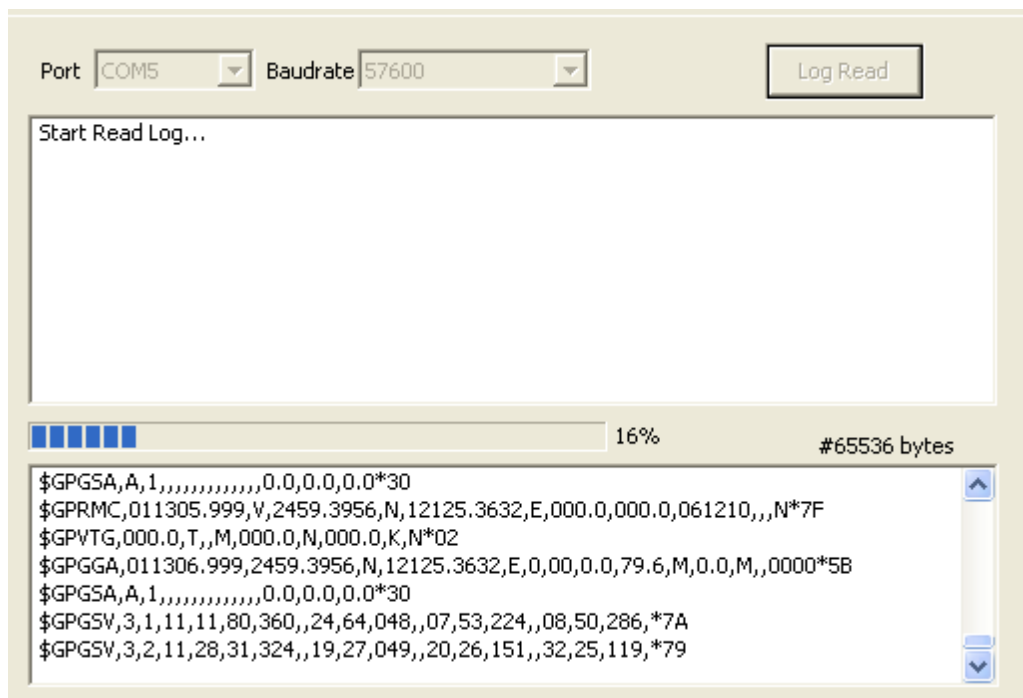 Port COM5 Baudrate 57600 Log Read
Start Read Log...
16% #65536 bytes
$GPGSA,A,1,,,,,,,,,,,,,0.0,0.0,0.0*30
$GPRMC,011305.999,V,2459.3956,N,12125.3632,E,000.0,000.0,061210,,,N*7F
$GPVTG,000.0,T,,M,000.0,N,000.0,K,N*02
$GPGGA,011306.999,2459.3956,N,12125.3632,E,0,00,0.0,79.6,M,0.0,M,,0000*5B
$GPGSA,A,1,,,,,,,,,,,,,0.0,0.0,0.0*30
$GPGSV,3,1,11,11,80,360,,24,64,048,,07,53,224,,08,50,286,*7A
$GPGSV,3,2,11,28,31,324,,19,27,049,,20,26,151,,32,25,119,*79